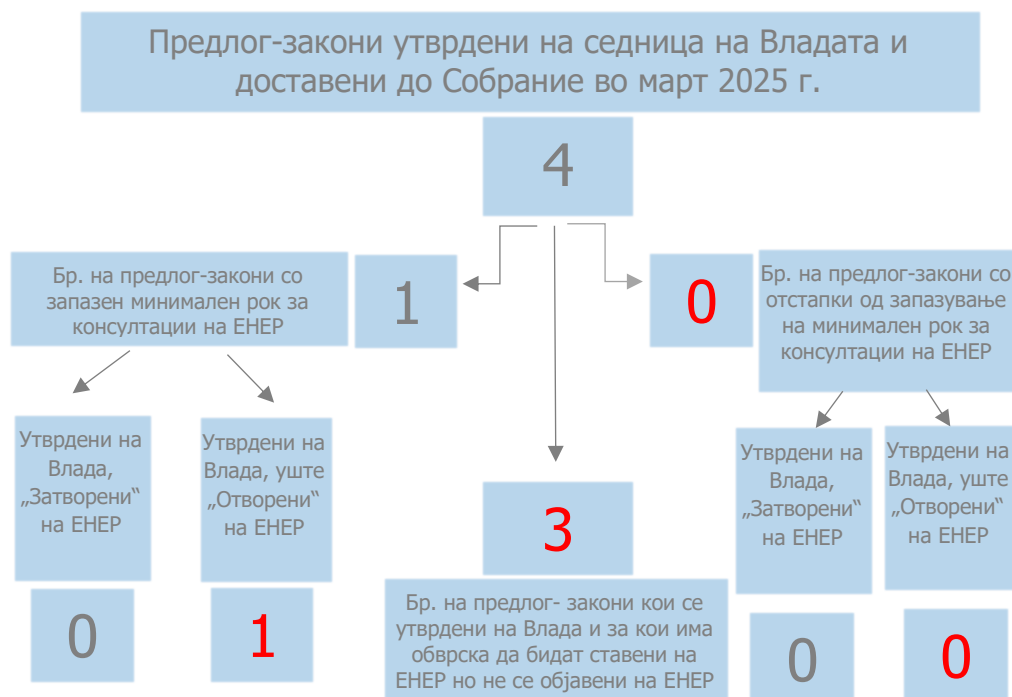 Предлог-закони утврдени на седница на Владата и
доставени до Собрание во март 2025 г.
4
Бр. на предлог-закони со
запазен минимален рок за
консултации на ЕНЕР
1
0
Бр. на предлог-закони со
отстапки од запазување
на минимален рок за
консултации на ЕНЕР
Утврдени на
Влада,
„Затворени“
на ЕНЕР
0
Утврдени на
Влада, уште
„Отворени“
на ЕНЕР
1
3
Бр. на предлог- закони кои се
утврдени на Влада и за кои има
обврска да бидат ставени на
ЕНЕР но не се објавени на ЕНЕР
Утврдени на
Влада,
„Затворени“
на ЕНЕР
0
Утврдени на
Влада, уште
„Отворени“
на ЕНЕР
0